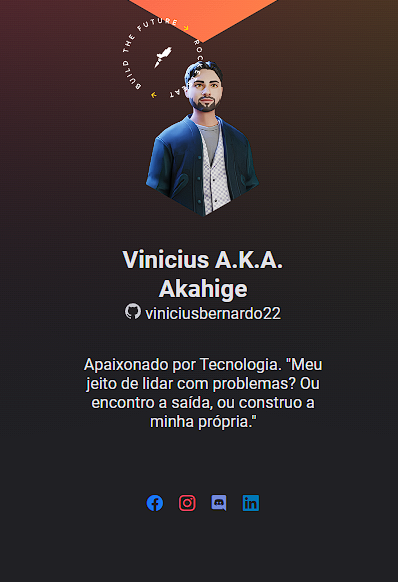 BUILD THE FUTURE
Vinicius A.K.A.
Akahige
viniciusbernardo22
Apaixonado por Tecnologia. "Meu
jeito de lidar com problemas? Ou
encontro a saída, ou construo a
minha própria."